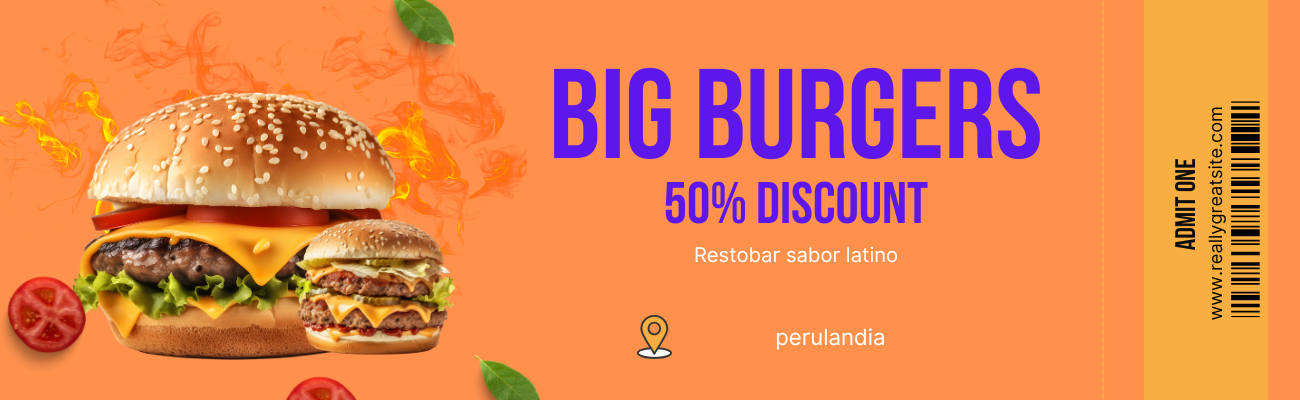 BIG BURGERS
50% DISCOUNT
Restobar sabor latino
perulandia
ADMIT ONE
www.reallygreatsite.com